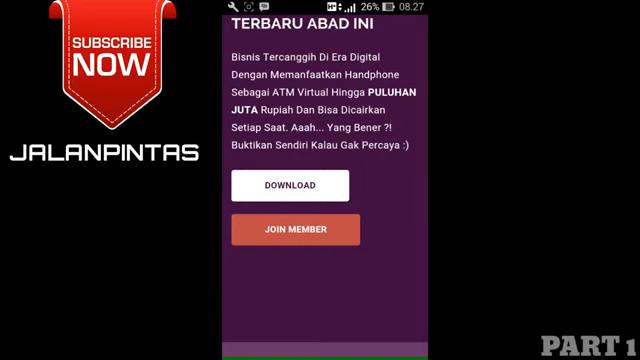 SUBSCRIBE
NOW
JALANPINTAS
H+ 26% 08.27
TERBARU ABAD INI
Bisnis Tercanggih Di Era Digital
Dengan Memanfaatkan Handphone
Sebagai ATM Virtual Hingga PULUHAN
JUTA Rupiah Dan Bisa Dicairkan
Setiap Saat. Aaah... Yang Bener ?!
Buktikan Sendiri Kalau Gak Percaya :)
DOWNLOAD
JOIN MEMBER
PART 1